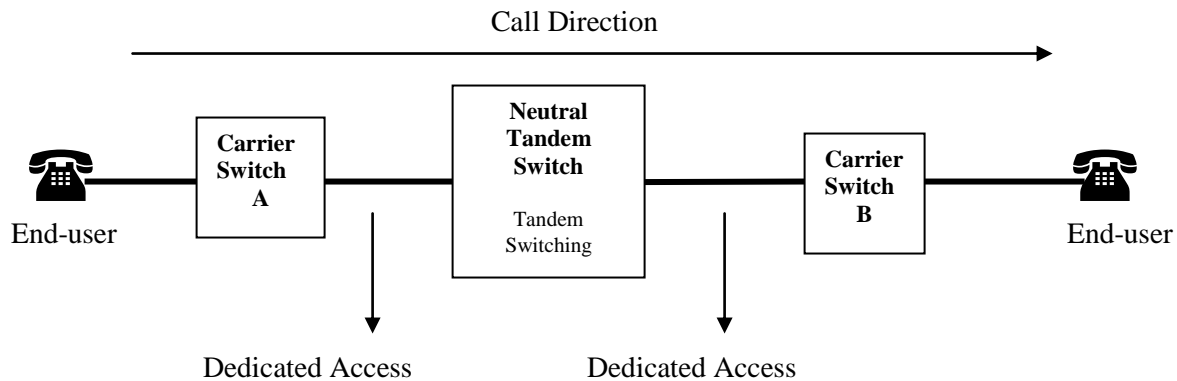 Call Direction
Neutral
Tandem
Switch
Tandem
Switching
Carrier
Switch
A
Carrier
Switch
B
End-user
End-user
Dedicated Access
Dedicated Access